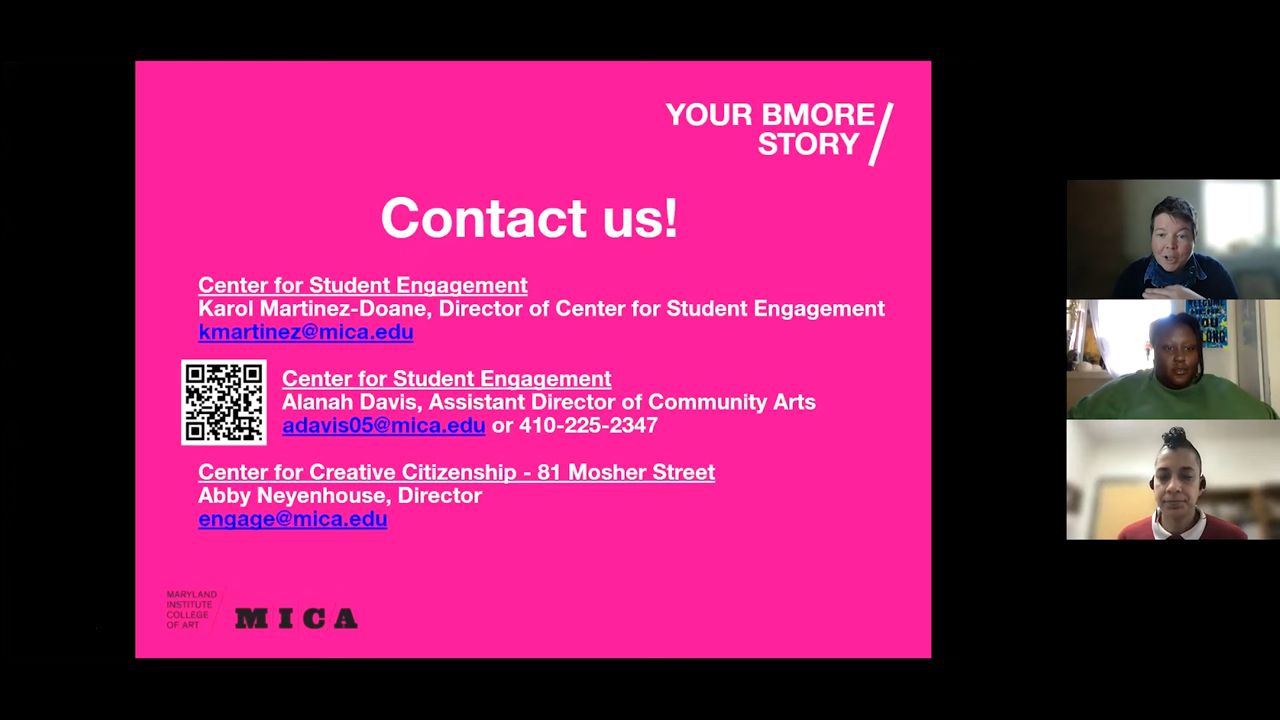 YOUR BMORE
STORY
Contact us!
Center for Student Engagement
Karol Martinez-Doane, Director of Center for Student Engagement
kmartinez@mica.edu
Center for Student Engagement
Alanah Davis, Assistant Director of Community Arts
adavis05@mica.edu or 410-225-2347
Center for Creative Citizenship - 81 Mosher Street
Abby Neyenhouse, Director
engage@mica.edu
MARYLAND
INSTITUTE
COLLEGE
OF ART
MICA
WELCOME
HERE
YOU